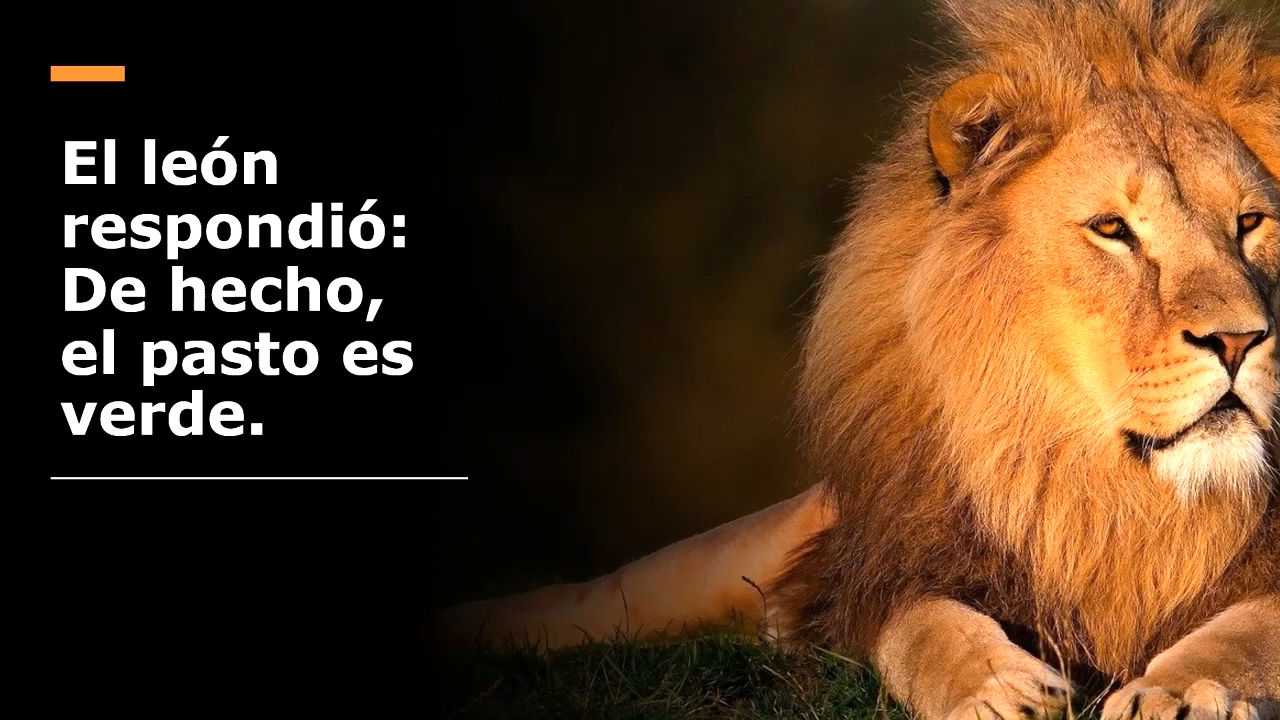 El león
respondió:
De hecho,
el pasto es
verde.